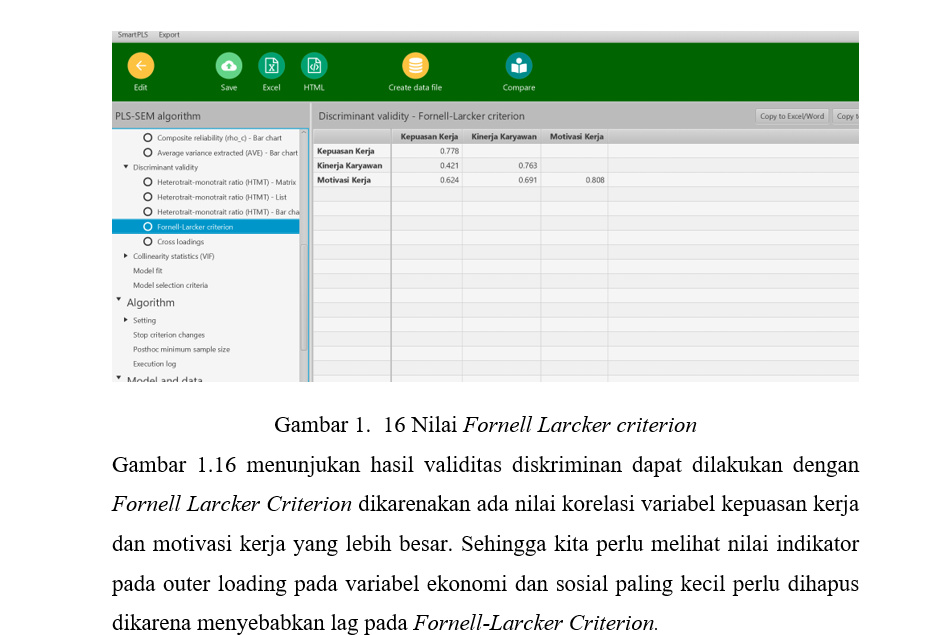 SmartPLS Export
Edit Save Excel HTML Create data file Compare
PLS-SEM algorithm
Composite reliability (rho_c) - Bar chart
Average variance extracted (AVE) - Bar chart
Discriminant validity
Heterotrait-monotrait ratio (HTMT) - Matrix
Heterotrait-monotrait ratio (HTMT) - List
Heterotrait-monotrait ratio (HTMT) - Bar cha
Fornell-Larcker criterion
Cross loadings
Collinearity statistics (VIF)
Model fit
Model selection criteria
Algorithm
Setting
Stop criterion changes
Posthoc minimum sample size
Execution log
Model and data
Discriminant validity - Fornell-Larcker criterion
Copy to Excel/Word Copy t
Kepuasan Kerja Kinerja Karyawan Motivasi Kerja
Kepuasan Kerja 0.778
Kinerja Karyawan 0.421 0.763
Motivasi Kerja 0.624 0.691 0.808
Gambar 1. 16 Nilai Fornell Larcker criterion
Gambar 1.16 menunjukan hasil validitas diskriminan dapat dilakukan dengan
Fornell Larcker Criterion dikarenakan ada nilai korelasi variabel kepuasan kerja
dan motivasi kerja yang lebih besar. Sehingga kita perlu melihat nilai indikator
pada outer loading pada variabel ekonomi dan sosial paling kecil perlu dihapus
dikarena menyebabkan lag pada Fornell-Larcker Criterion.